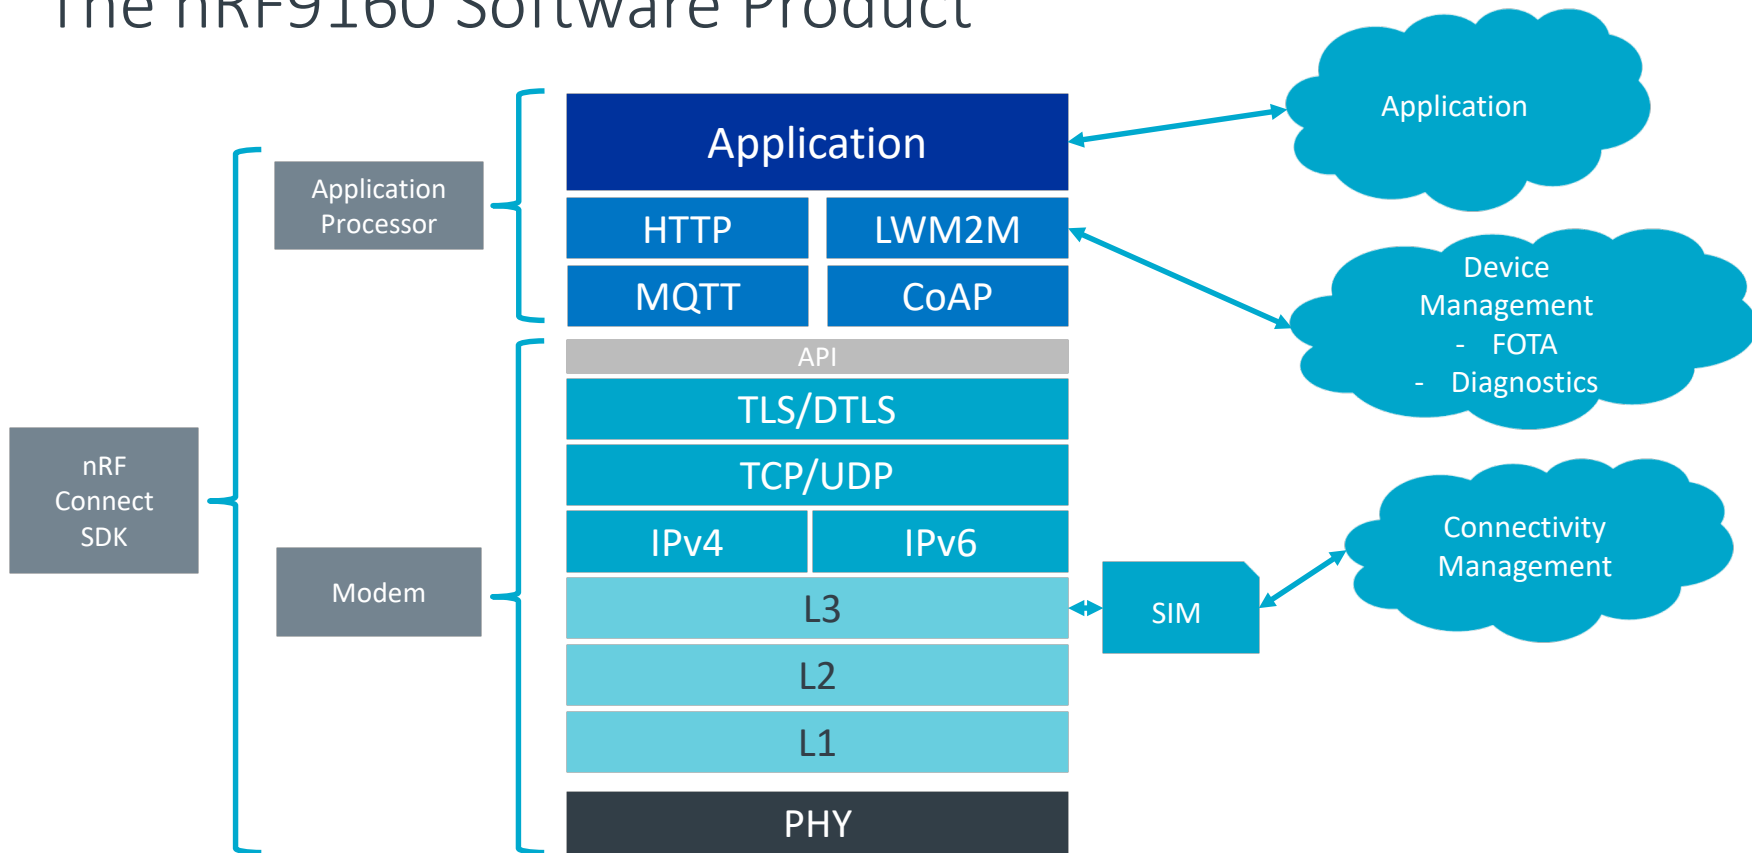 The nRF9160 Software Product
Application
Application
Application
Processor
HTTP
LWM2M
MQTT
CoAP
Device
Management
- FOTA
- Diagnostics
API
TLS/DTLS
nRF
Connect
SDK
TCP/UDP
IPv4
IPv6
Connectivity
Management
Modem
L3
SIM
L2
L1
PHY